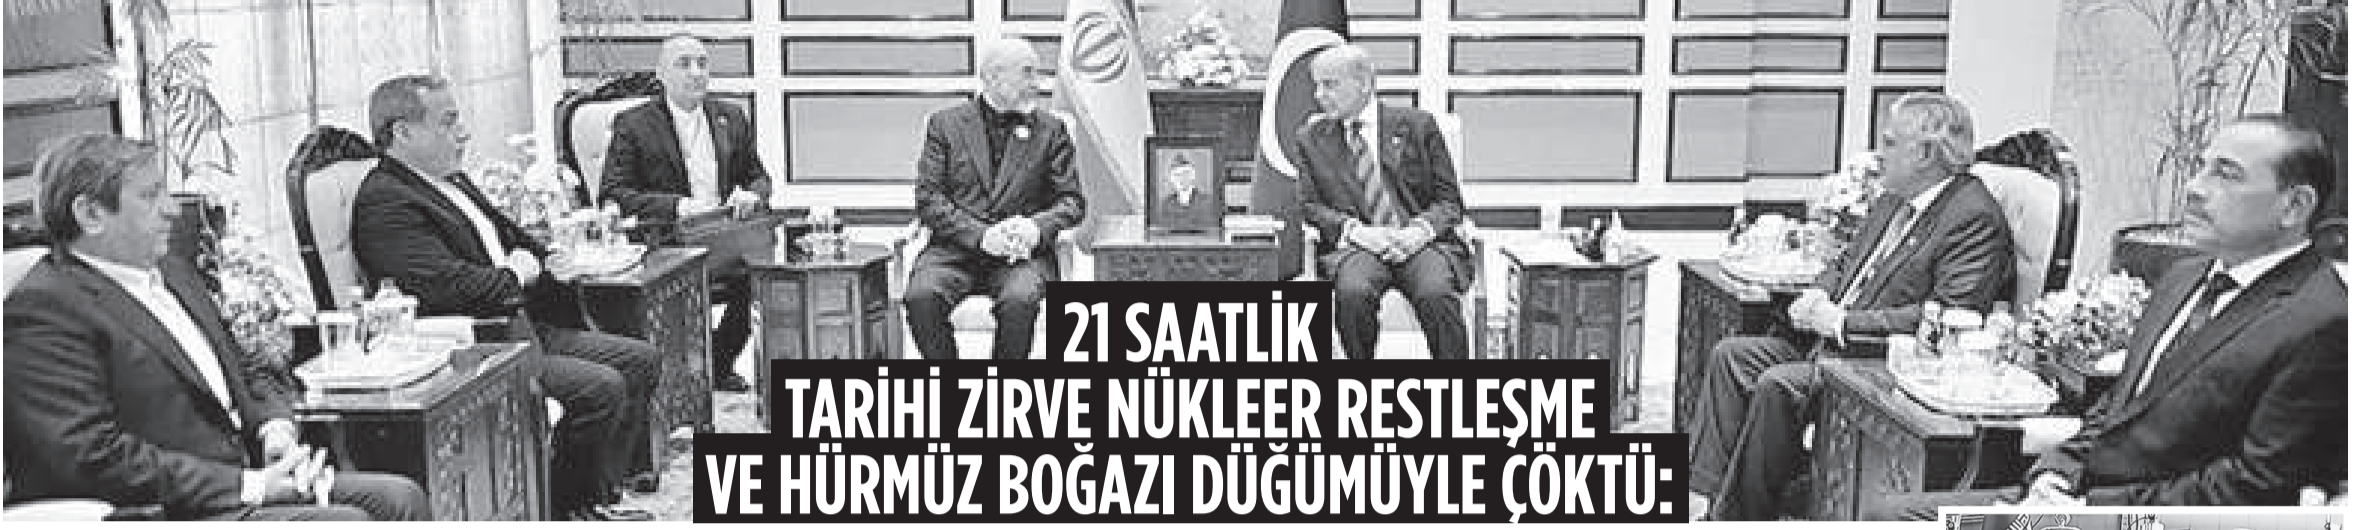 21 SAATLİK
TARİHİ ZİRVE NÜKLEER RESTLEŞME
VE HÜRMÜZ BOĞAZI DÜĞÜMÜYLE ÇÖKTÜ: